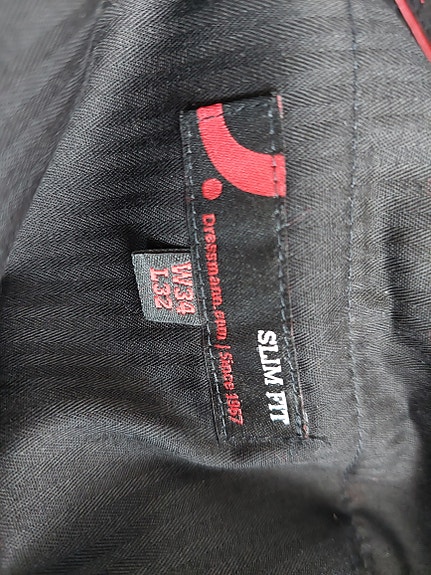 SLIM FIT
Dressmann.com / Since 1967
W34
L32